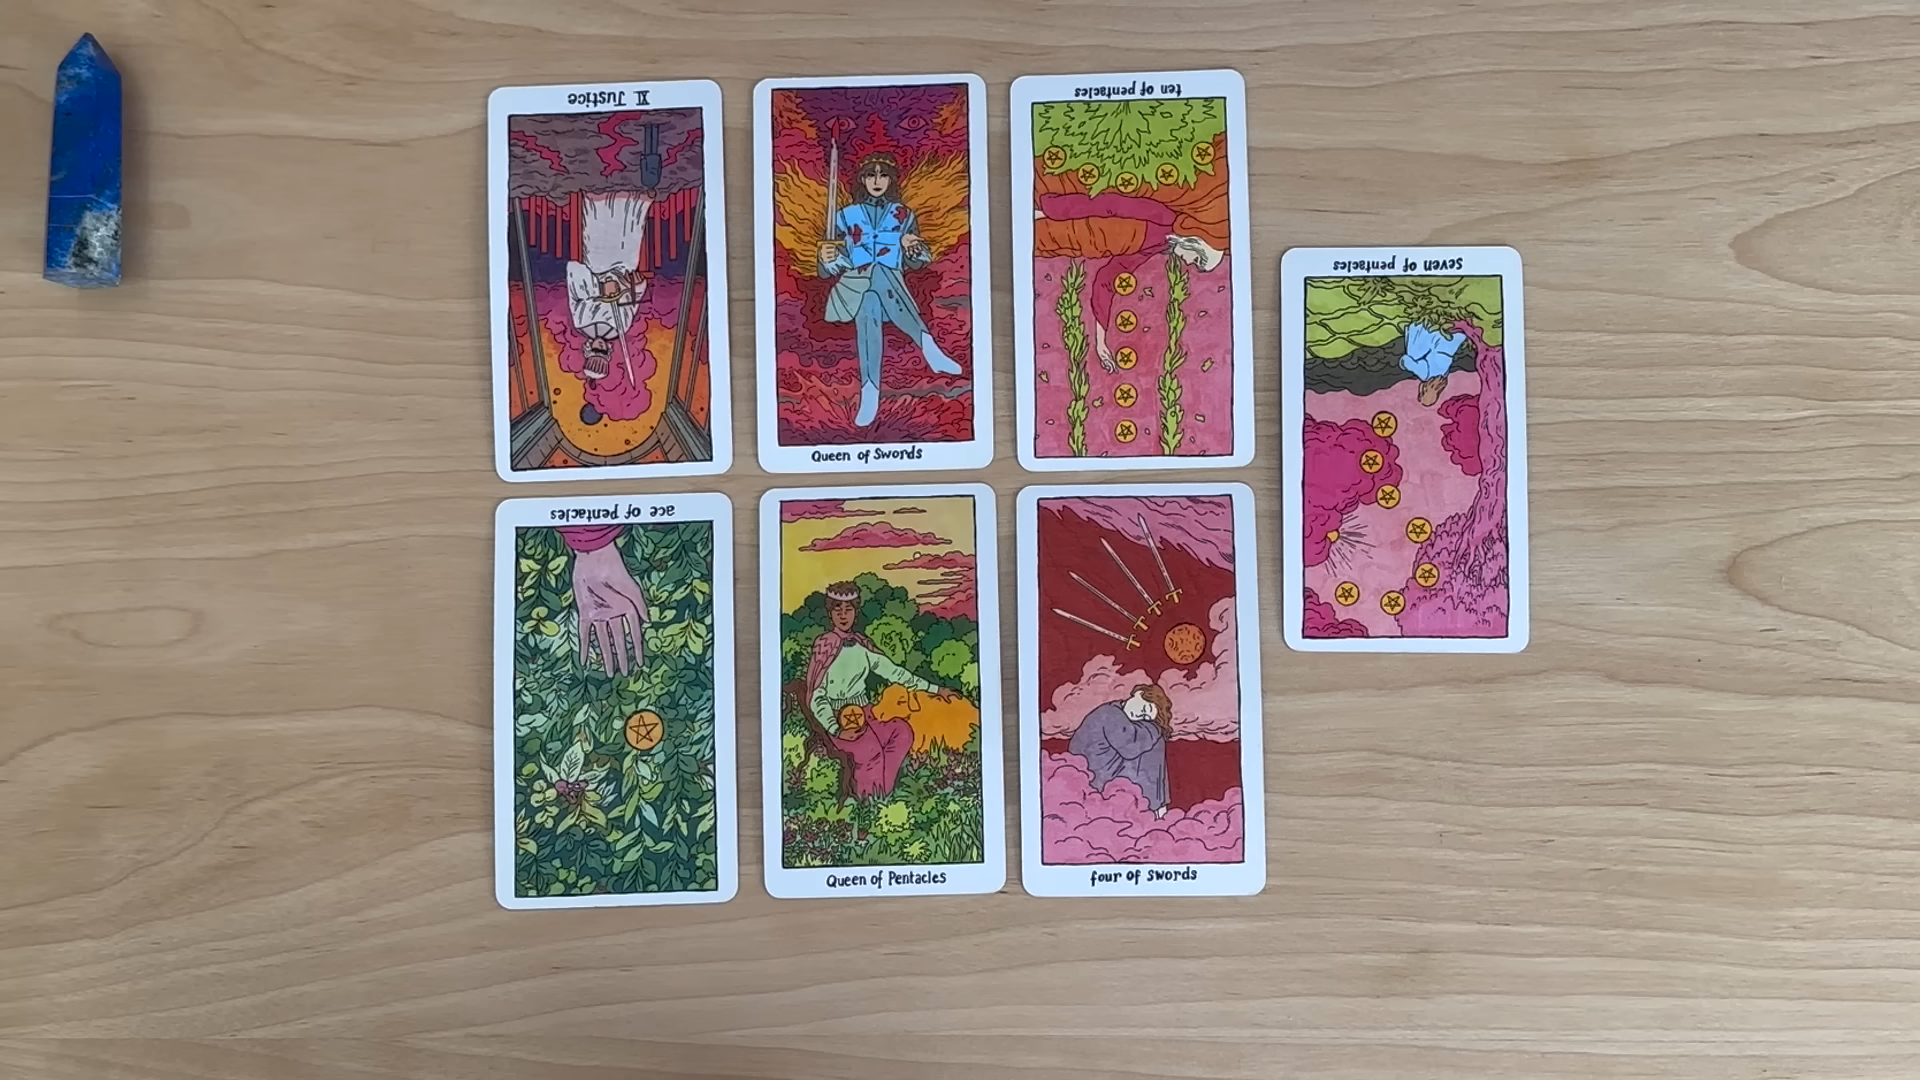 XI Justice
Queen of Swords
ten of pentacles
seven of pentacles
ace of pentacles
Queen of Pentacles
four of swords